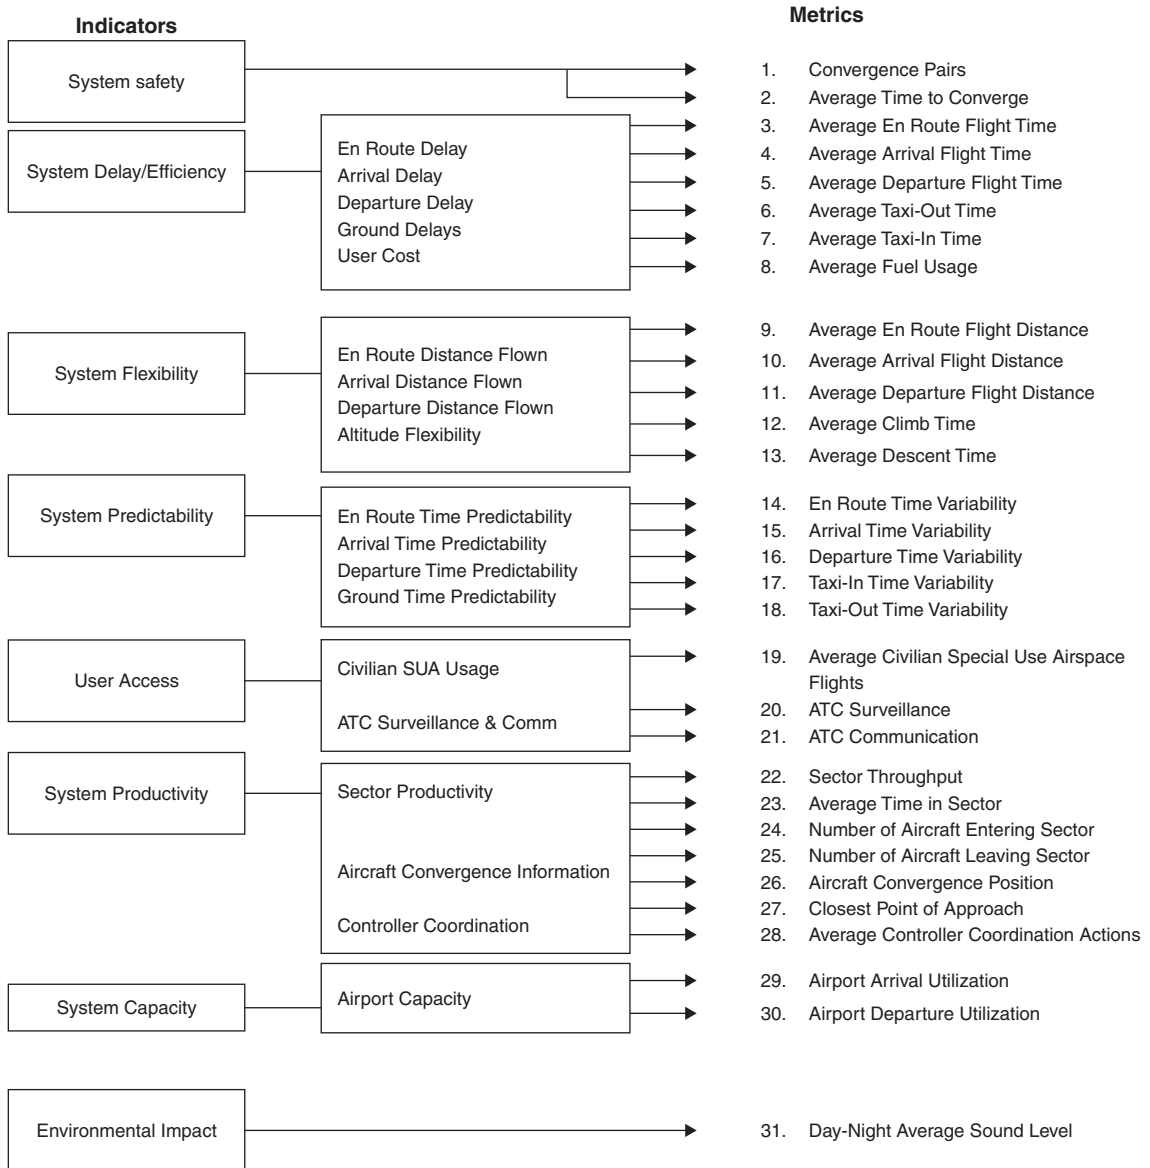 Indicators
Metrics
System safety
1. Convergence Pairs
2. Average Time to Converge
System Delay/Efficiency
En Route Delay
Arrival Delay
Departure Delay
Ground Delays
User Cost
3. Average En Route Flight Time
4. Average Arrival Flight Time
5. Average Departure Flight Time
6. Average Taxi-Out Time
7. Average Taxi-In Time
8. Average Fuel Usage
System Flexibility
En Route Distance Flown
Arrival Distance Flown
Departure Distance Flown
Altitude Flexibility
9. Average En Route Flight Distance
10. Average Arrival Flight Distance
11. Average Departure Flight Distance
12. Average Climb Time
13. Average Descent Time
System Predictability
En Route Time Predictability
Arrival Time Predictability
Departure Time Predictability
Ground Time Predictability
14. En Route Time Variability
15. Arrival Time Variability
16. Departure Time Variability
17. Taxi-In Time Variability
18. Taxi-Out Time Variability
User Access
Civilian SUA Usage
ATC Surveillance & Comm
19. Average Civilian Special Use Airspace
Flights
20. ATC Surveillance
21. ATC Communication
System Productivity
Sector Productivity
Aircraft Convergence Information
Controller Coordination
22. Sector Throughput
23. Average Time in Sector
24. Number of Aircraft Entering Sector
25. Number of Aircraft Leaving Sector
26. Aircraft Convergence Position
27. Closest Point of Approach
28. Average Controller Coordination Actions
System Capacity
Airport Capacity
29. Airport Arrival Utilization
30. Airport Departure Utilization
Environmental Impact
31. Day-Night Average Sound Level